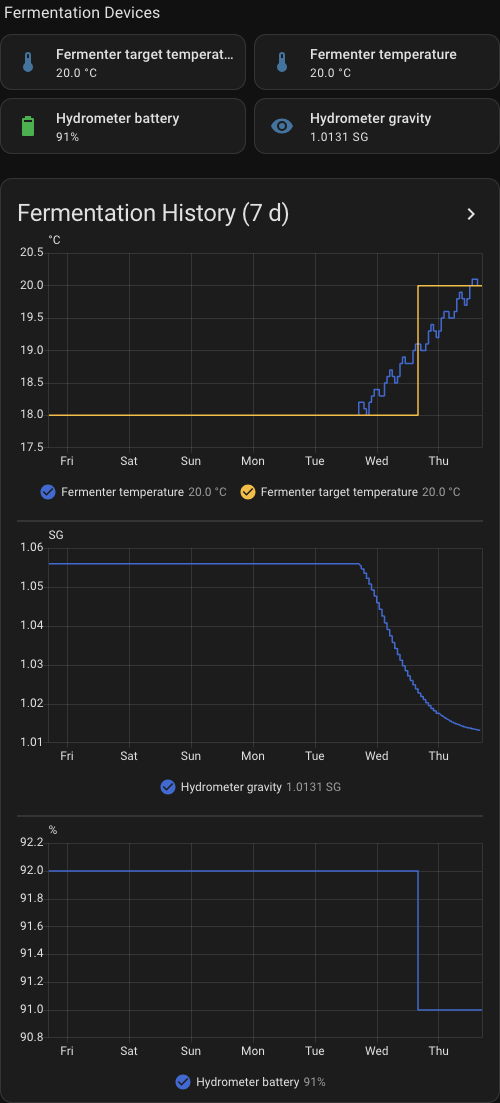 Fermentation Devices
Fermenter target temperat…
20.0 °C
Fermenter temperature
20.0 °C
Hydrometer battery
91%
Hydrometer gravity
1.0131 SG
Fermentation History (7 d)
°C
20.5
20.0
19.5
19.0
18.5
18.0
17.5
Fri Sat Sun Mon Tue Wed Thu
Fermenter temperature 20.0 °C Fermenter target temperature 20.0 °C
SG
1.06
1.05
1.04
1.03
1.02
1.01
Fri Sat Sun Mon Tue Wed Thu
Hydrometer gravity 1.0131 SG
%
92.2
92.0
91.8
91.6
91.4
91.2
91.0
90.8
Fri Sat Sun Mon Tue Wed Thu
Hydrometer battery 91%